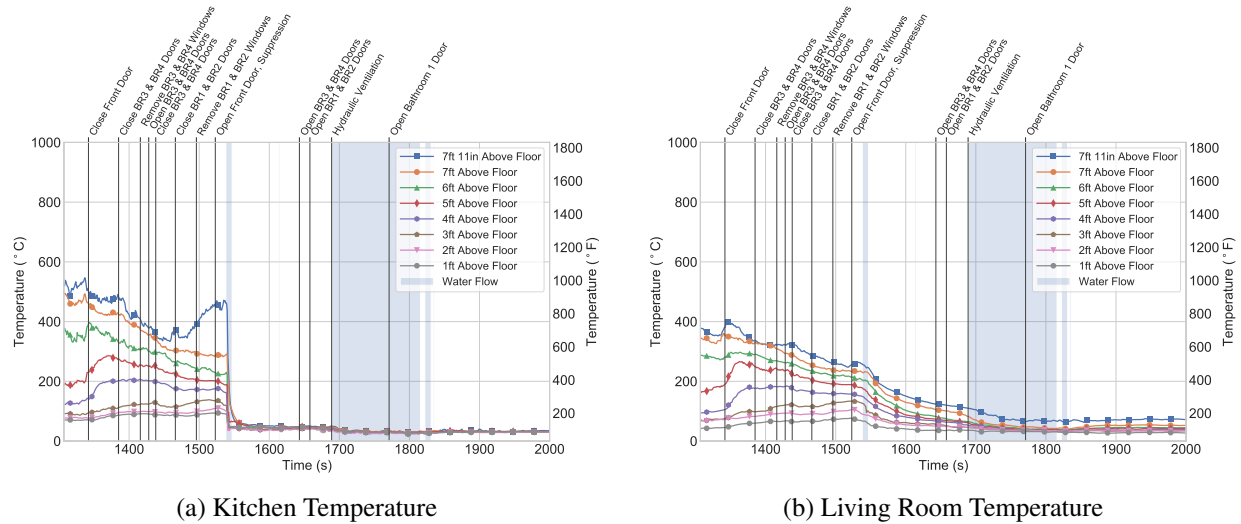 Close Front Door
Close BR3 & BR4 Doors
Remove BR3 & BR4 Windows
Open BR3 & BR4 Doors
Close BR3 & BR4 Doors
Close BR1 & BR2 Doors
Remove BR1 & BR2 Windows
Open Front Door, Suppression
Open BR3 & BR4 Doors
Open BR1 & BR2 Doors
Hydraulic Ventilation
Open Bathroom 1 Door
1000
800
600
400
200
0
Temperature (°C)
1800
1600
1400
1200
1000
800
600
400
200
Temperature (°F)
7ft 11in Above Floor
7ft Above Floor
6ft Above Floor
5ft Above Floor
4ft Above Floor
3ft Above Floor
2ft Above Floor
1ft Above Floor
Water Flow
1400 1500 1600 1700 1800 1900 2000
Time (s)
(a) Kitchen Temperature
Close Front Door
Close BR3 & BR4 Doors
Remove BR3 & BR4 Windows
Open BR3 & BR4 Doors
Close BR3 & BR4 Doors
Close BR1 & BR2 Doors
Remove BR1 & BR2 Windows
Open Front Door, Suppression
Open BR3 & BR4 Doors
Open BR1 & BR2 Doors
Hydraulic Ventilation
Open Bathroom 1 Door
1000
800
600
400
200
0
Temperature (°C)
1800
1600
1400
1200
1000
800
600
400
200
Temperature (°F)
7ft 11in Above Floor
7ft Above Floor
6ft Above Floor
5ft Above Floor
4ft Above Floor
3ft Above Floor
2ft Above Floor
1ft Above Floor
Water Flow
1400 1500 1600 1700 1800 1900 2000
Time (s)
(b) Living Room Temperature